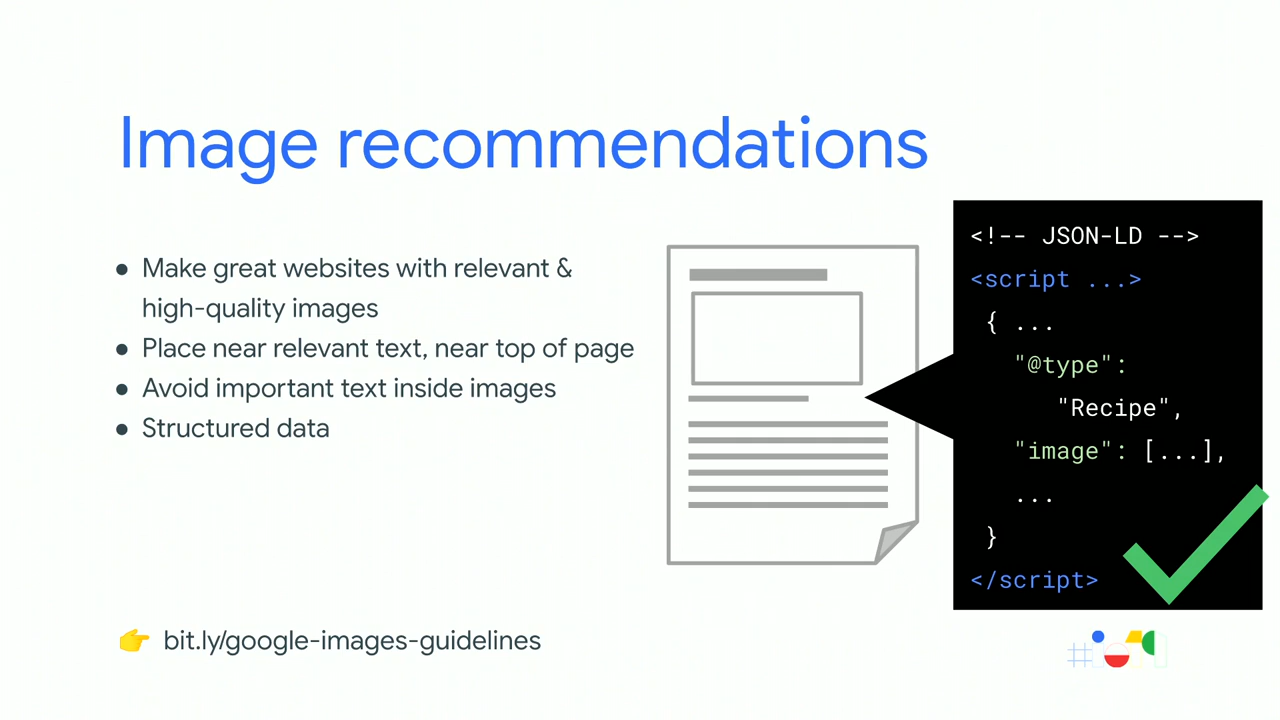 Image recommendations
● Make great websites with relevant &
high-quality images
● Place near relevant text, near top of page
● Avoid important text inside images
● Structured data
<!-- JSON-LD -->
<script ...>
{ ...
"@type":
"Recipe",
"image": [...],
...
}
</script>
👉 bit.ly/google-images-guidelines